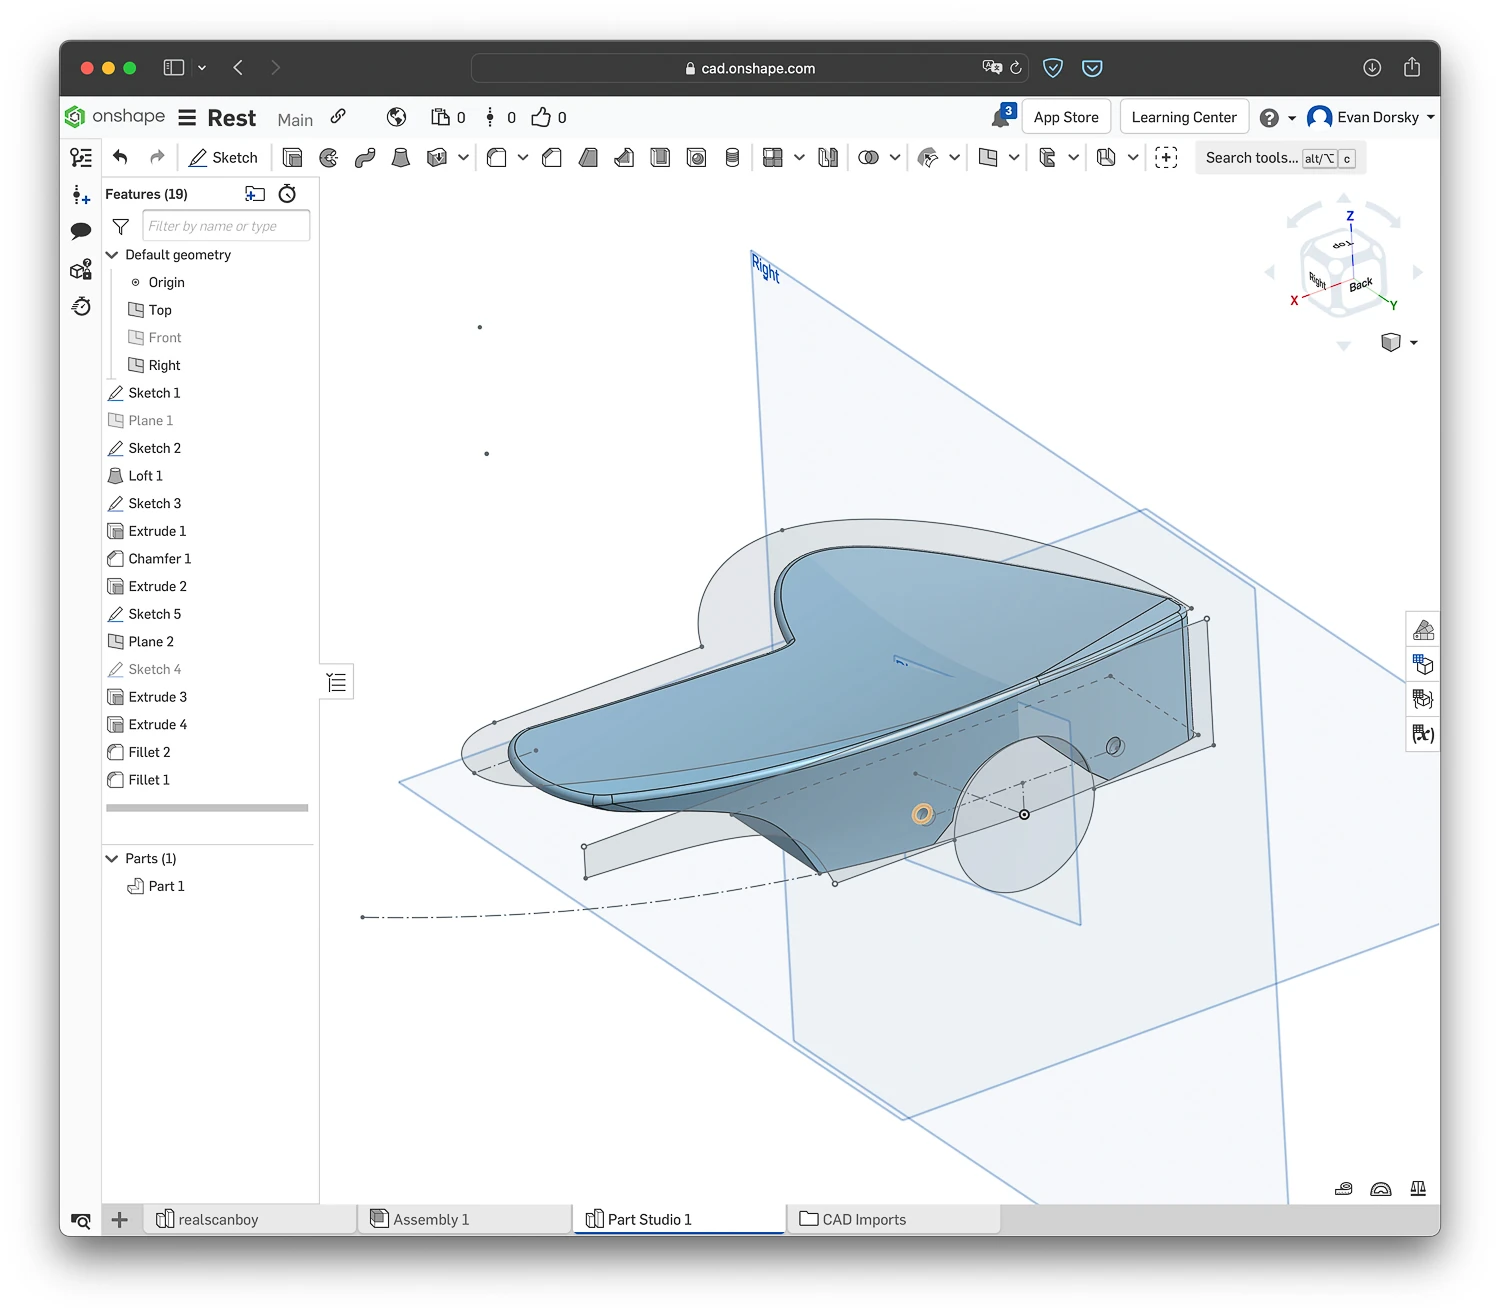 cad.onshape.com
onshape Rest Main 0 0 0 3 App Store Learning Center ? Evan Dorsky
Sketch Search tools... alt/⌥ c
Features (19)
Filter by name or type
Default geometry
Origin
Top
Front
Right
Sketch 1
Plane 1
Sketch 2
Loft 1
Sketch 3
Extrude 1
Chamfer 1
Extrude 2
Sketch 5
Plane 2
Sketch 4
Extrude 3
Extrude 4
Fillet 2
Fillet 1
Parts (1)
Part 1
Right
Z
Top
Right
Back
X
Y
(x)
realscanboy Assembly 1 Part Studio 1 CAD Imports